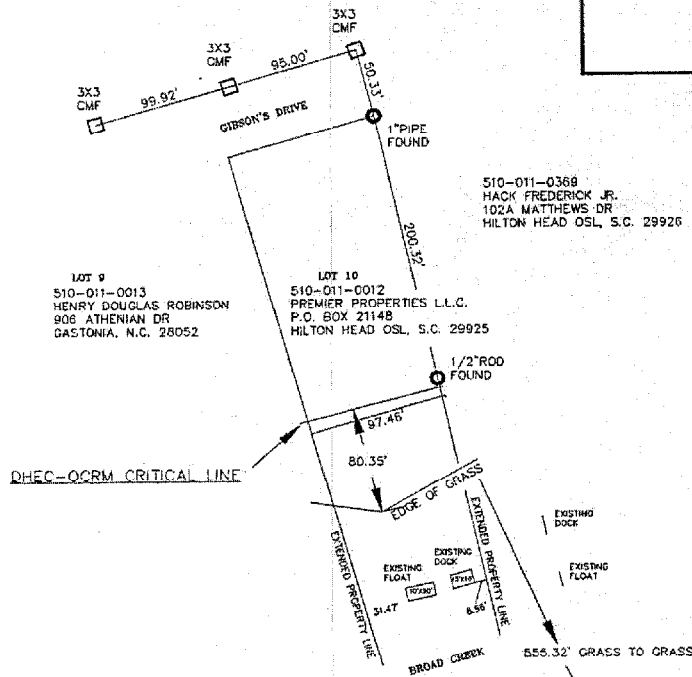 3X3
CMF
3X3
CMF
3X3
CMF
99.92'
95.00'
50.33'
GIBSON'S DRIVE
1"PIPE
FOUND
510-011-0369
HACK FREDERICK JR.
102A MATTHEWS DR
HILTON HEAD OSL, S.C. 29926
200.32'
LOT 9
510-011-0013
HENRY DOUGLAS ROBINSON
906 ATHENIAN DR
GASTONIA, N.C. 28052
LOT 10
510-011-0012
PREMIER PROPERTIES L.L.C.
P.O. BOX 21148
HILTON HEAD OSL, S.C. 29925
1/2"ROD
FOUND
97.46'
80.35'
DHEC-OCRM CRITICAL LINE
EDGE OF GRASS
EXTENDED PROPERTY LINE
EXTENDED PROPERTY LINE
EXISTING
DOCK
EXISTING
FLOAT
EXISTING
FLOAT
EXISTING
DOCK
31.47'
8.56'
BROAD CREEK
555.32' GRASS TO GRASS